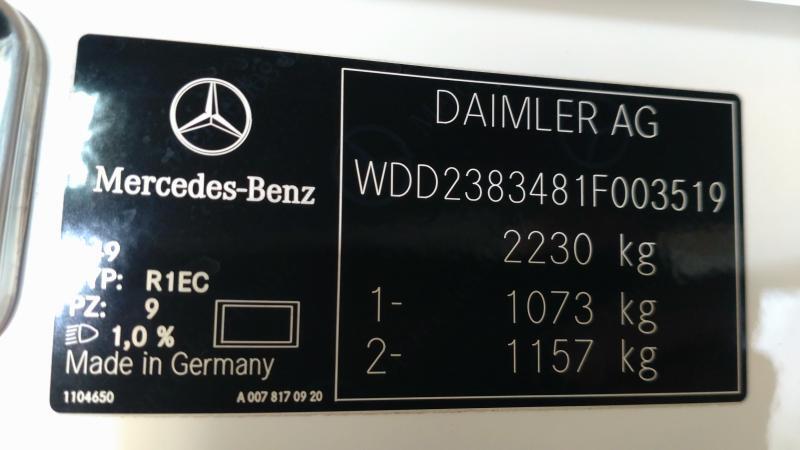 Mercedes-Benz
TYP: R1EC
PZ: 9
1,0 %
Made in Germany
1104650
A 007 817 09 20
DAIMLER AG
WDD2383481F003519
2230 kg
1- 1073 kg
2- 1157 kg